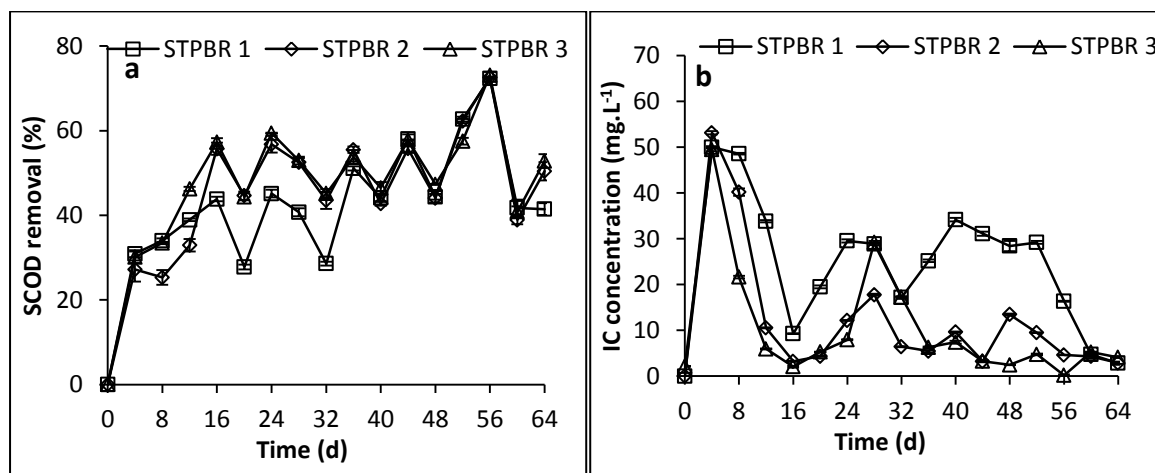 STPBR 1 STPBR 2 STPBR 3
a
SCOD removal (%)
80
60
40
20
0
0 8 16 24 32 40 48 56 64
Time (d)
STPBR 1 STPBR 2 STPBR 3
b
IC concentration (mg.L⁻¹)
70
60
50
40
30
20
10
0
0 8 16 24 32 40 48 56 64
Time (d)